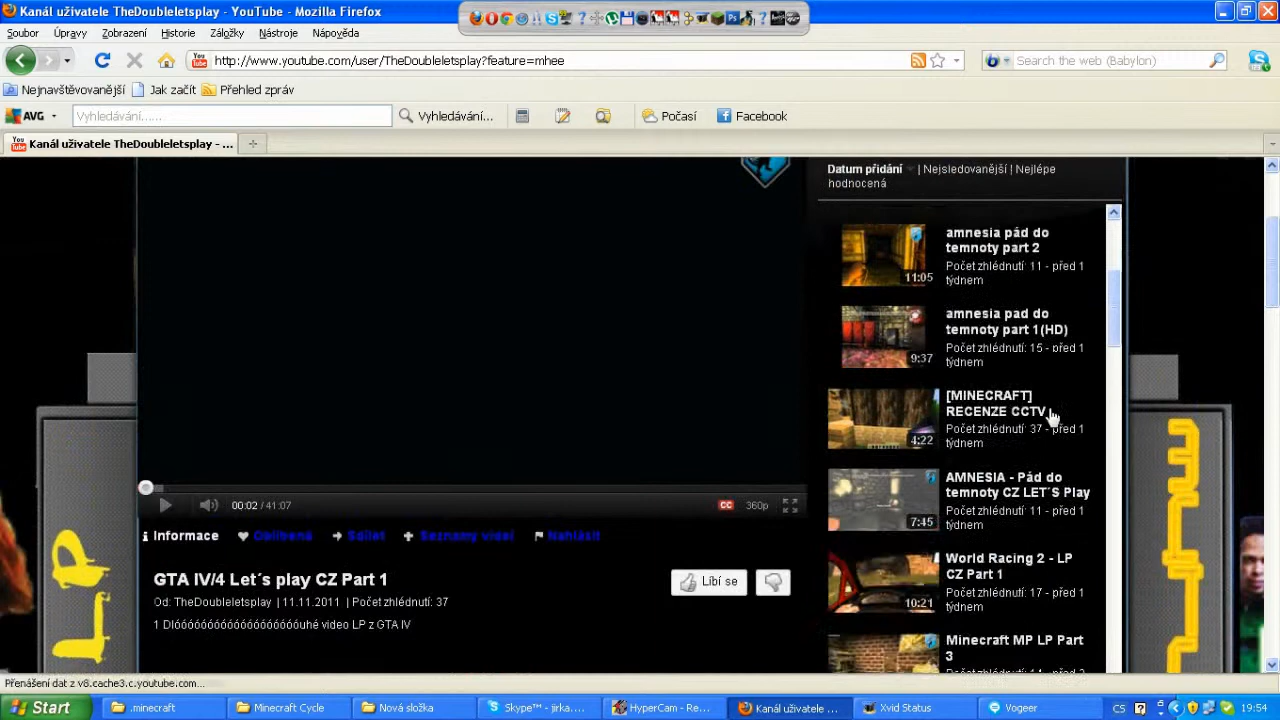 Kanál uživatele TheDoubleletsplay - YouTube - Mozilla Firefox
Soubor Úpravy Zobrazení Historie Záložky Nástroje Nápověda
http://www.youtube.com/user/TheDoubleletsplay?feature=mhee
Search the web (Babylon)
Nejnavštěvovanější Jak začít Přehled zpráv
AVG Vyhledávání...... Vyhledávání... Počasí Facebook
Kanál uživatele TheDoubleletsplay - ...
Datum přidání | Nejsledovanější | Nejlépe
hodnocená
amnesia pád do
temnoty part 2
Počet zhlédnutí: 11 - před 1
týdnem
11:05
amnesia pad do
temnoty part 1(HD)
Počet zhlédnutí: 15 - před 1
týdnem
9:37
[MINECRAFT]
RECENZE CCTV
Počet zhlédnutí: 37 - před 1
týdnem
4:22
AMNESIA - Pád do
temnoty CZ LET´S Play
Počet zhlédnutí: 11 - před 1
týdnem
7:45
World Racing 2 - LP
CZ Part 1
Počet zhlédnutí: 17 - před 1
týdnem
10:21
Minecraft MP LP Part
3
00:02 / 41:07
CC 360p
Informace Oblíbená Sdílet Seznamy videí Nahlásit
GTA IV/4 Let´s play CZ Part 1
Líbí se
Od: TheDoubleletsplay | 11.11.2011 | Počet zhlédnutí: 37
1 Dlóóóóóóóóóóóóóóóóóuhé video LP z GTA IV
LP
Přenášení dat z v8.cache3.c.youtube.com...
Start .minecraft Minecraft Cycle Nová složka Skype™ - jirka.... HyperCam - Re... Kanál uživatele ... Xvid Status Vogeer CS 19:54